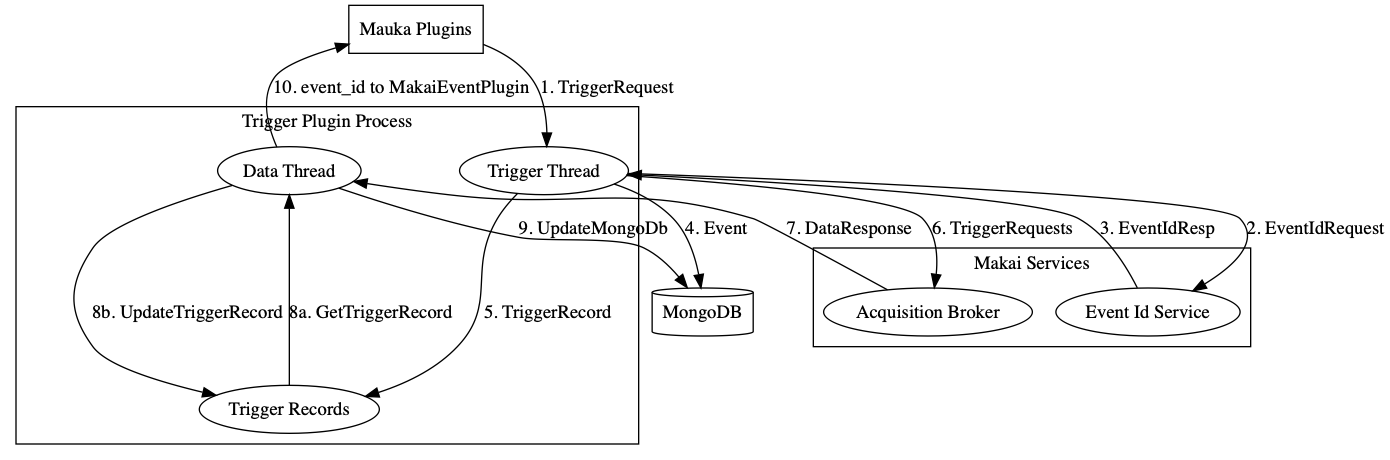 Mauka Plugins
10. event_id to MakaiEventPlugin
1. TriggerRequest
Trigger Plugin Process
Data Thread
Trigger Thread
9. UpdateMongoDb
4. Event
7. DataResponse
6. TriggerRequests
3. EventIdResp
2. EventIdRequest
Makai Services
8b. UpdateTriggerRecord
8a. GetTriggerRecord
5. TriggerRecord
MongoDB
Acquisition Broker
Event Id Service
Trigger Records